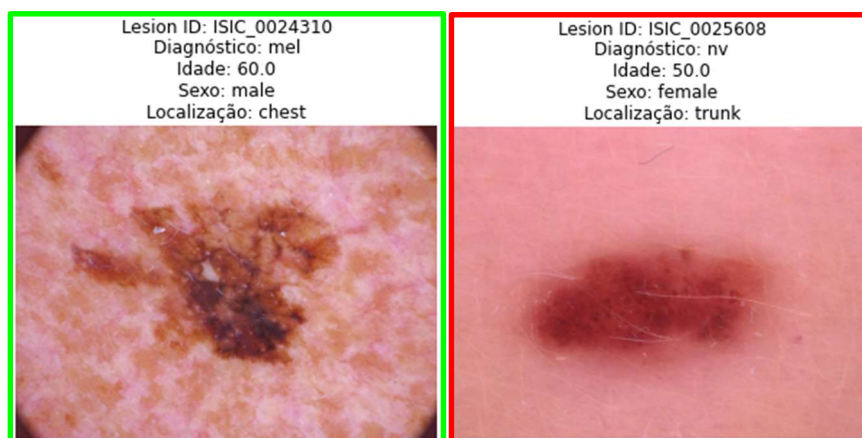 Lesion ID: ISIC_0024310
Diagnóstico: mel
Idade: 60.0
Sexo: male
Localização: chest
Lesion ID: ISIC_0025608
Diagnóstico: nv
Idade: 50.0
Sexo: female
Localização: trunk